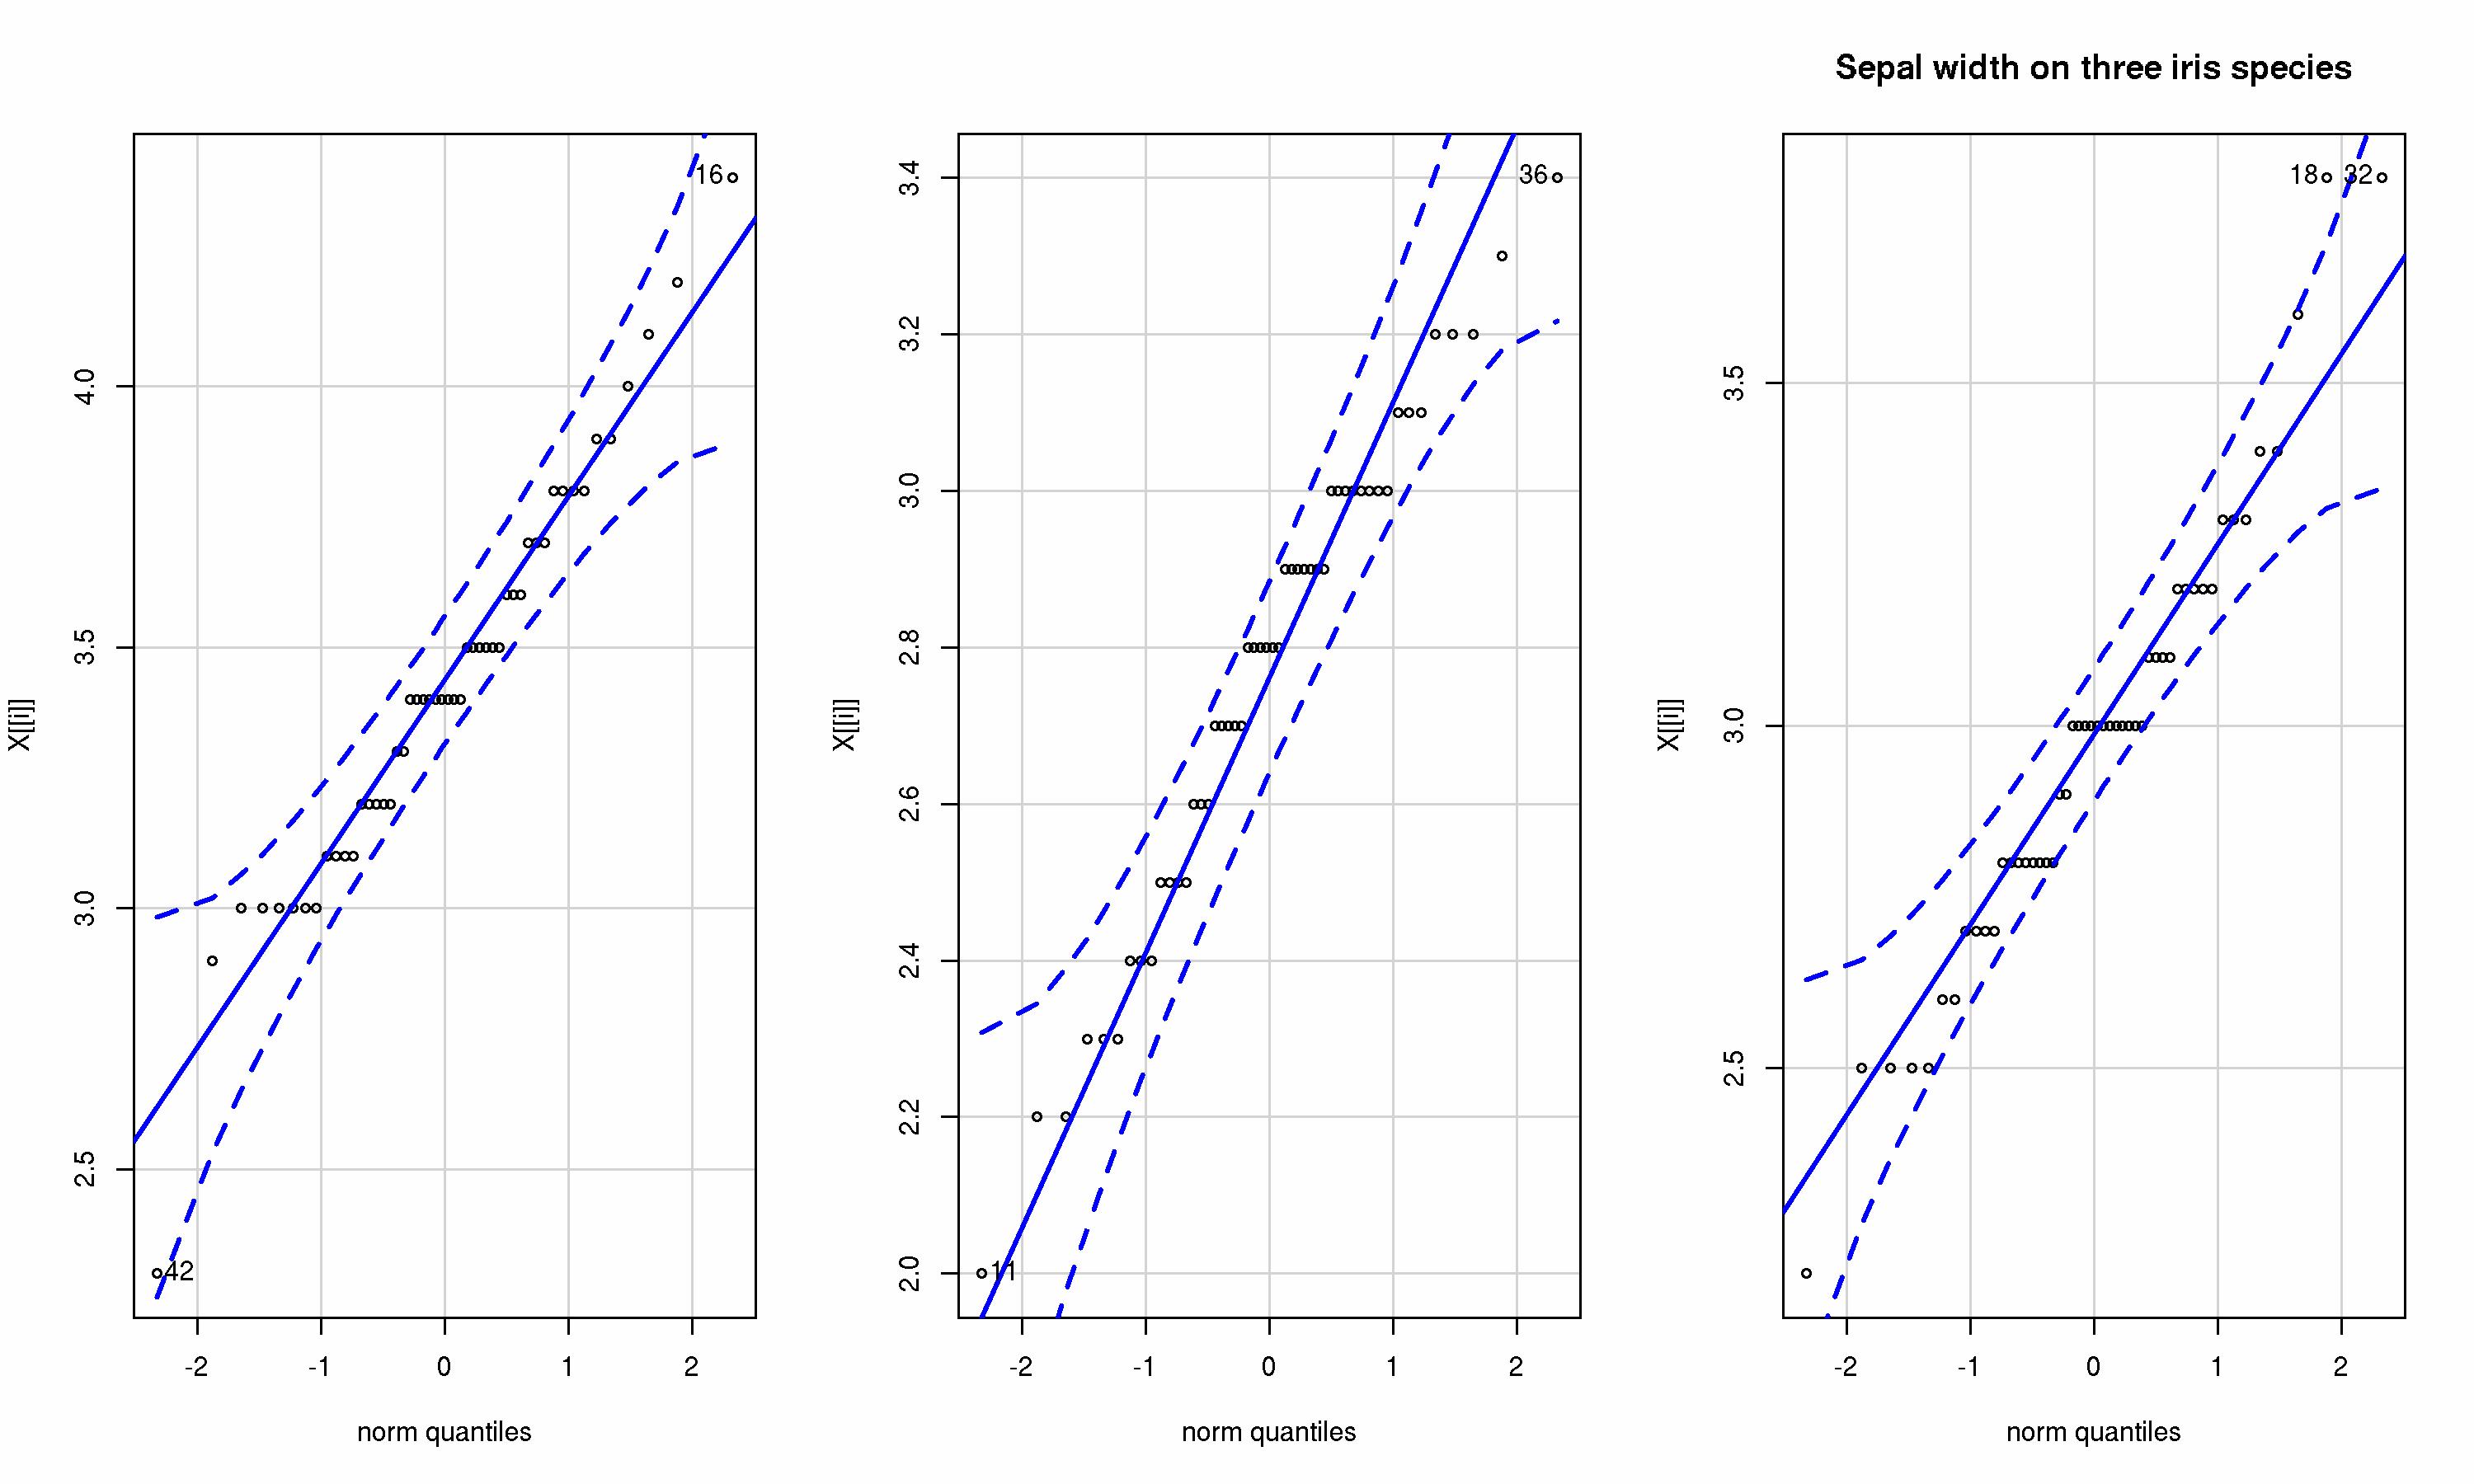 Sepal width on three iris species
X[[i]]
4.0
3.5
3.0
2.5
16
42
-2 -1 0 1 2
norm quantiles
X[[i]]
3.4
3.2
3.0
2.8
2.6
2.4
2.2
2.0
36
11
-2 -1 0 1 2
norm quantiles
X[[i]]
3.5
3.0
2.5
18 32
-2 -1 0 1 2
norm quantiles